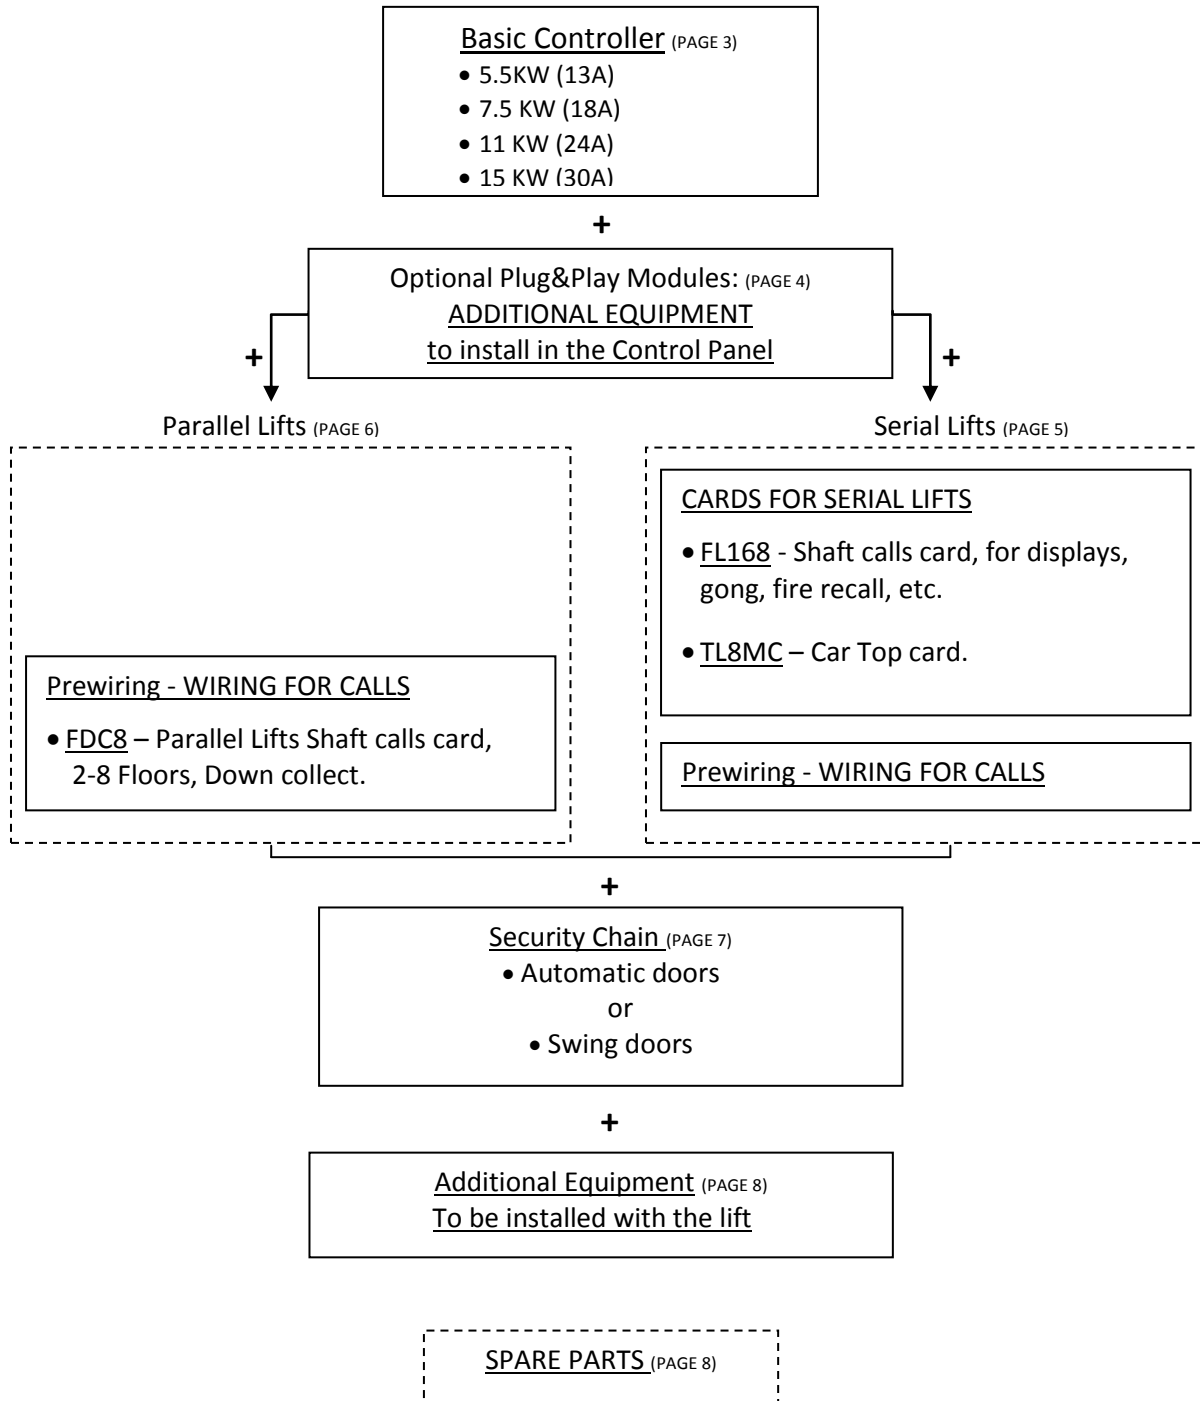 Basic Controller (PAGE 3)
• 5.5KW (13A)
• 7.5 KW (18A)
• 11 KW (24A)
• 15 KW (30A)
+
Optional Plug&Play Modules: (PAGE 4)
ADDITIONAL EQUIPMENT
to install in the Control Panel
+
+
Parallel Lifts (PAGE 6)
Prewiring - WIRING FOR CALLS
• FDC8 – Parallel Lifts Shaft calls card,
2-8 Floors, Down collect.
Serial Lifts (PAGE 5)
CARDS FOR SERIAL LIFTS
• FL168 - Shaft calls card, for displays,
gong, fire recall, etc.
• TL8MC – Car Top card.
Prewiring - WIRING FOR CALLS
+
Security Chain (PAGE 7)
• Automatic doors
or
• Swing doors
+
Additional Equipment (PAGE 8)
To be installed with the lift
SPARE PARTS (PAGE 8)